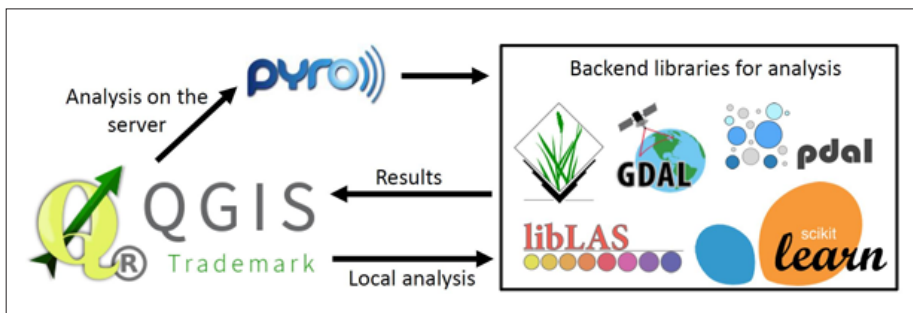 pyro
Backend libraries for analysis
Analysis on the
server
GDAL
pdal
Q®
QGIS
Trademark
Results
Local analysis
libLAS
scikit
learn